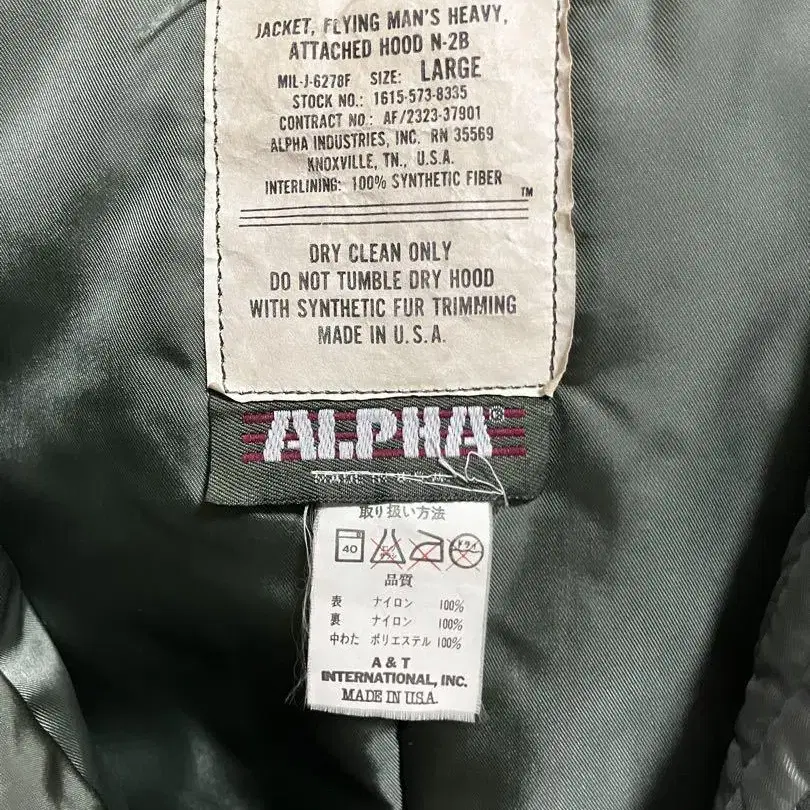 JACKET, FLYING MAN'S HEAVY,
ATTACHED HOOD N-2B
MIL-J-6278F SIZE: LARGE
STOCK NO.: 1615-573-8335
CONTRACT NO.: AF/2323-37901
ALPHA INDUSTRIES, INC. RN 35569
KNOXVILLE, TN., U.S.A.
INTERLINING: 100% SYNTHETIC FIBER
TM
DRY CLEAN ONLY
DO NOT TUMBLE DRY HOOD
WITH SYNTHETIC FUR TRIMMING
MADE IN U.S.A.
ALPHA®
取り扱い方法
40
ドライ
品質
表 ナイロン 100%
裏 ナイロン 100%
中わた ポリエステル 100%
A & T
INTERNATIONAL, INC.
MADE IN U.S.A.